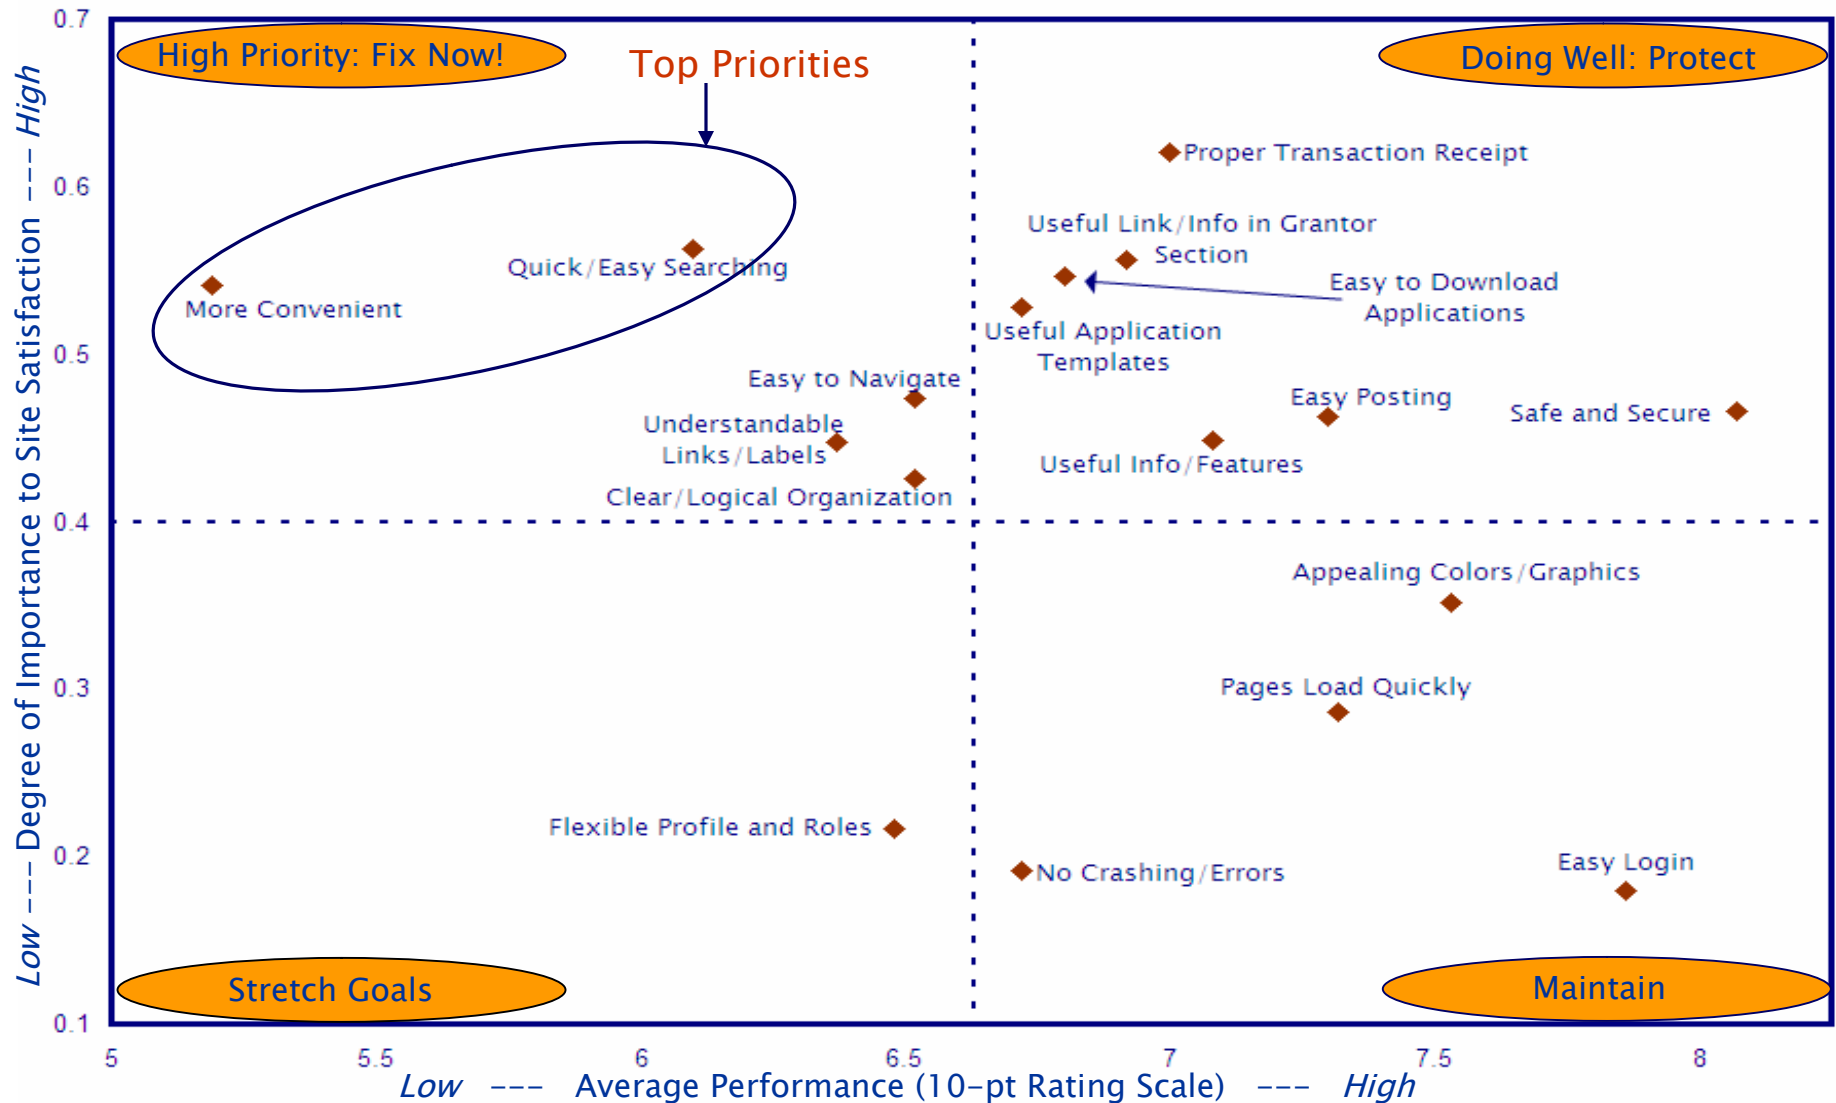 0.7
High Priority: Fix Now!
Top Priorities
Doing Well: Protect
Proper Transaction Receipt
0.6
Useful Link/Info in Grantor
Section
Quick/Easy Searching
Easy to Download
Applications
More Convenient
Useful Application
Templates
0.5
Easy to Navigate
Easy Posting
Safe and Secure
Understandable
Links/Labels
Useful Info/Features
Clear/Logical Organization
0.4
Appealing Colors/Graphics
0.3
Pages Load Quickly
Flexible Profile and Roles
0.2
No Crashing/Errors
Easy Login
Stretch Goals
Maintain
0.1
Low --- Degree of Importance to Site Satisfaction --- High
5 5.5 6 6.5 7 7.5 8
Low --- Average Performance (10-pt Rating Scale) --- High